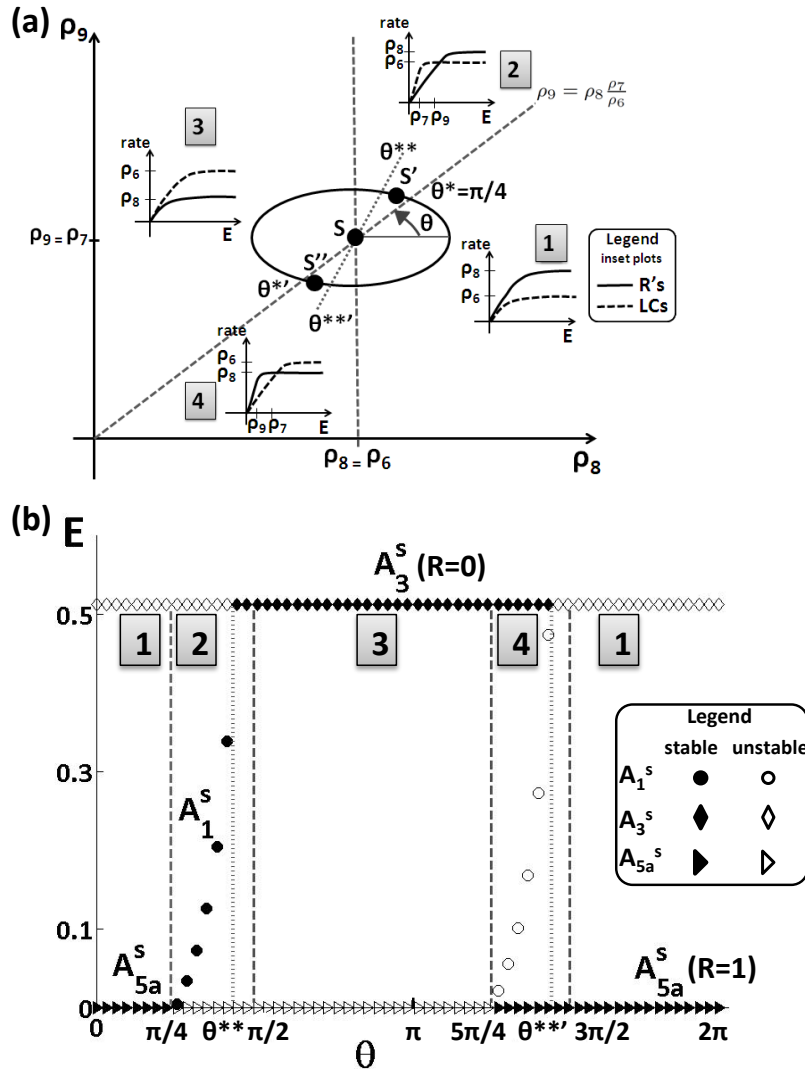 (a)
ρ₉
rate
ρ₈
ρ₆
ρ₇ ρ₉
E
2
ρ₉ = ρ₈ ρ₇/ρ₆
3
rate
ρ₆
ρ₈
E
θ**
S'
θ*=π/4
θ
S
ρ₉ = ρ₇
S''
θ*'
θ**'
1
rate
ρ₈
ρ₆
E
Legend
inset plots
R's
LCs
4
rate
ρ₆
ρ₈
ρ₉ ρ₇
E
ρ₈ = ρ₆
ρ₈
(b)
E
A₃ˢ (R=0)
0.5
1 2 3 4 1
0.3
A₁ˢ
0.1
A₅ₐˢ
A₅ₐˢ (R=1)
0
0 π/4 θ** π/2 π 5π/4 θ**' 3π/2 2π
θ
Legend
stable unstable
A₁ˢ
A₃ˢ
A₅ₐˢ